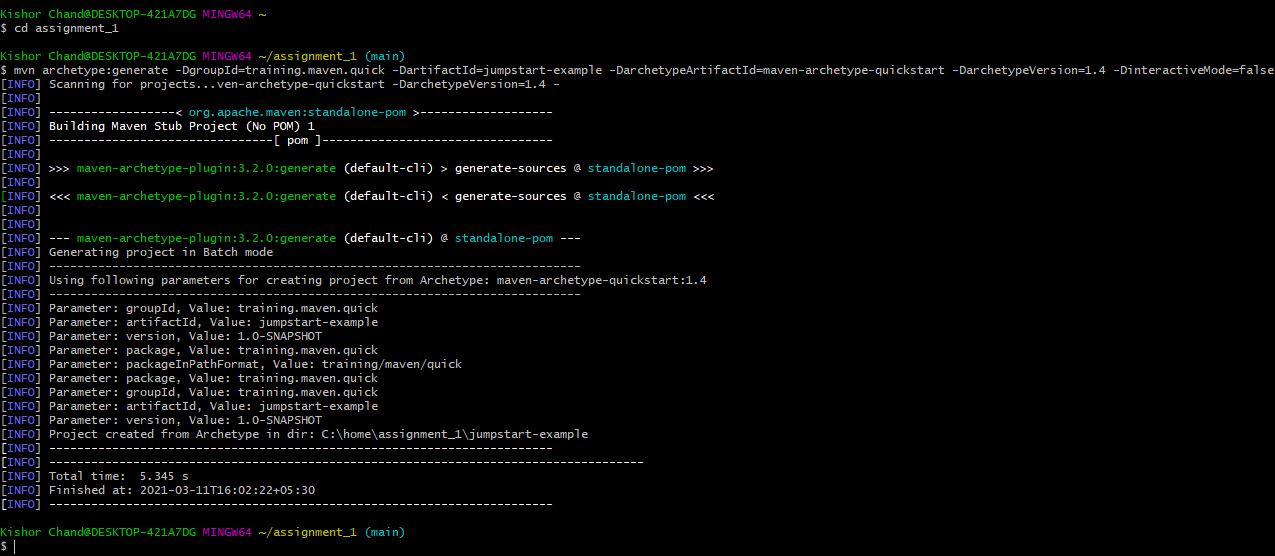 Kishor Chand@DESKTOP-421A7DG MINGW64 ~
$ cd assignment_1
Kishor Chand@DESKTOP-421A7DG MINGW64 ~/assignment_1 (main)
$ mvn archetype:generate -DgroupId=training.maven.quick -DartifactId=jumpstart-example -DarchetypeArtifactId=maven-archetype-quickstart -DarchetypeVersion=1.4 -DinteractiveMode=false
[INFO] Scanning for projects...ven-archetype-quickstart -DarchetypeVersion=1.4 -
[INFO]
[INFO] ------------------< org.apache.maven:standalone-pom >-------------------
[INFO] Building Maven Stub Project (No POM) 1
[INFO] --------------------------------[ pom ]---------------------------------
[INFO]
[INFO] >>> maven-archetype-plugin:3.2.0:generate (default-cli) > generate-sources @ standalone-pom >>>
[INFO]
[INFO] <<< maven-archetype-plugin:3.2.0:generate (default-cli) < generate-sources @ standalone-pom <<<
[INFO]
[INFO]
[INFO] --- maven-archetype-plugin:3.2.0:generate (default-cli) @ standalone-pom ---
[INFO] Generating project in Batch mode
[INFO] ----------------------------------------------------------------------------
[INFO] Using following parameters for creating project from Archetype: maven-archetype-quickstart:1.4
[INFO] ----------------------------------------------------------------------------
[INFO] Parameter: groupId, Value: training.maven.quick
[INFO] Parameter: artifactId, Value: jumpstart-example
[INFO] Parameter: version, Value: 1.0-SNAPSHOT
[INFO] Parameter: package, Value: training.maven.quick
[INFO] Parameter: packageInPathFormat, Value: training/maven/quick
[INFO] Parameter: package, Value: training.maven.quick
[INFO] Parameter: groupId, Value: training.maven.quick
[INFO] Parameter: artifactId, Value: jumpstart-example
[INFO] Parameter: version, Value: 1.0-SNAPSHOT
[INFO] Project created from Archetype in dir: C:\home\assignment_1\jumpstart-example
[INFO] ------------------------------------------------------------------------
[INFO] -------------------------------------------------------------------------------------
[INFO] Total time:  5.345 s
[INFO] Finished at: 2021-03-11T16:02:22+05:30
[INFO] ------------------------------------------------------------------------
Kishor Chand@DESKTOP-421A7DG MINGW64 ~/assignment_1 (main)
$